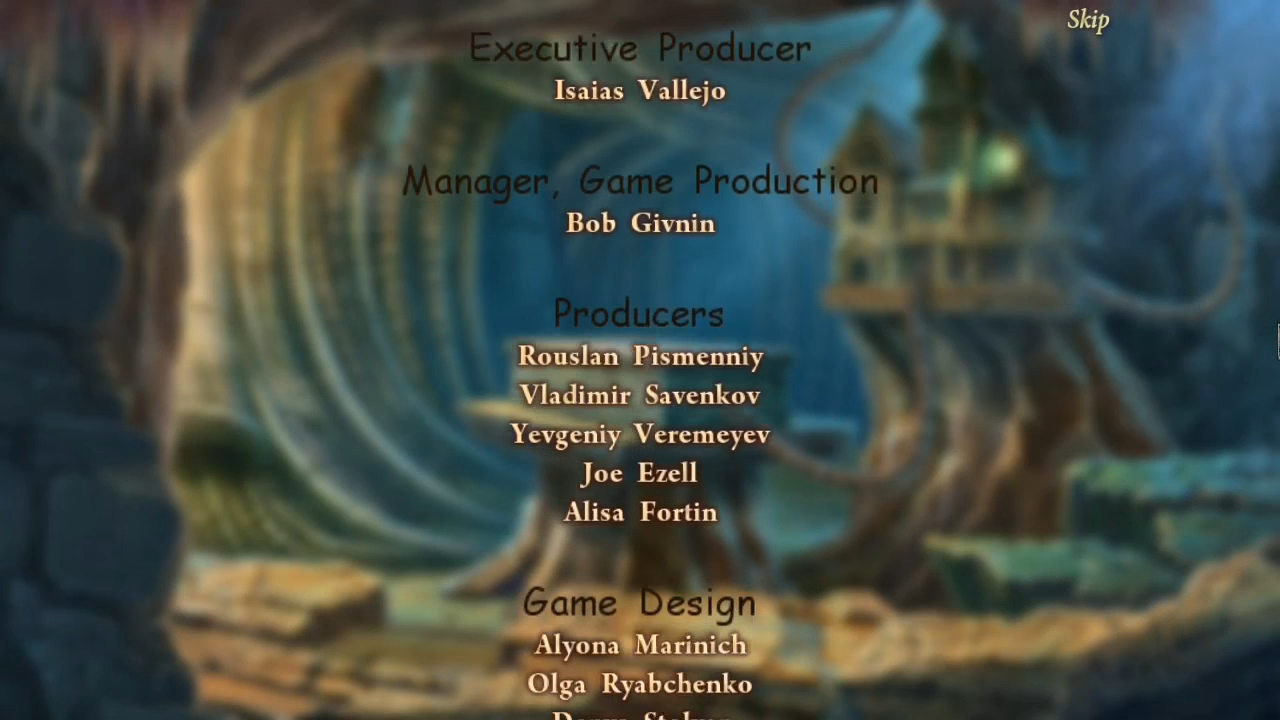 Skip
Executive Producer
Isaias Vallejo
Manager, Game Production
Bob Givnin
Producers
Rouslan Pismenniy
Vladimir Savenkov
Yevgeniy Veremeyev
Joe Ezell
Alisa Fortin
Game Design
Alyona Marinich
Olga Ryabchenko